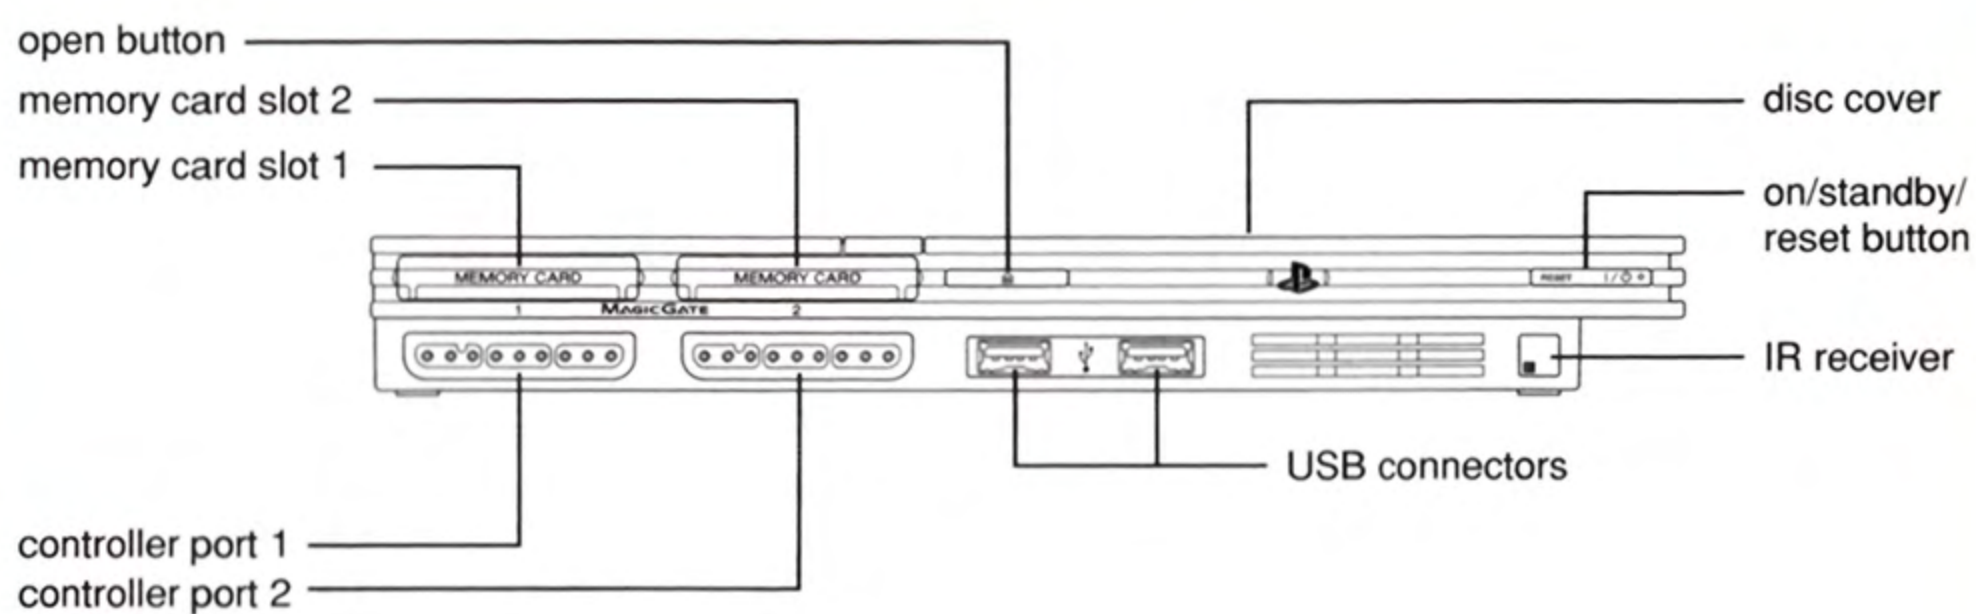 open button
memory card slot 2
memory card slot 1
disc cover
on/standby/
reset button
MEMORY CARD
MEMORY CARD
RESET
1
MAGICGATE
2
IR receiver
USB connectors
controller port 1
controller port 2